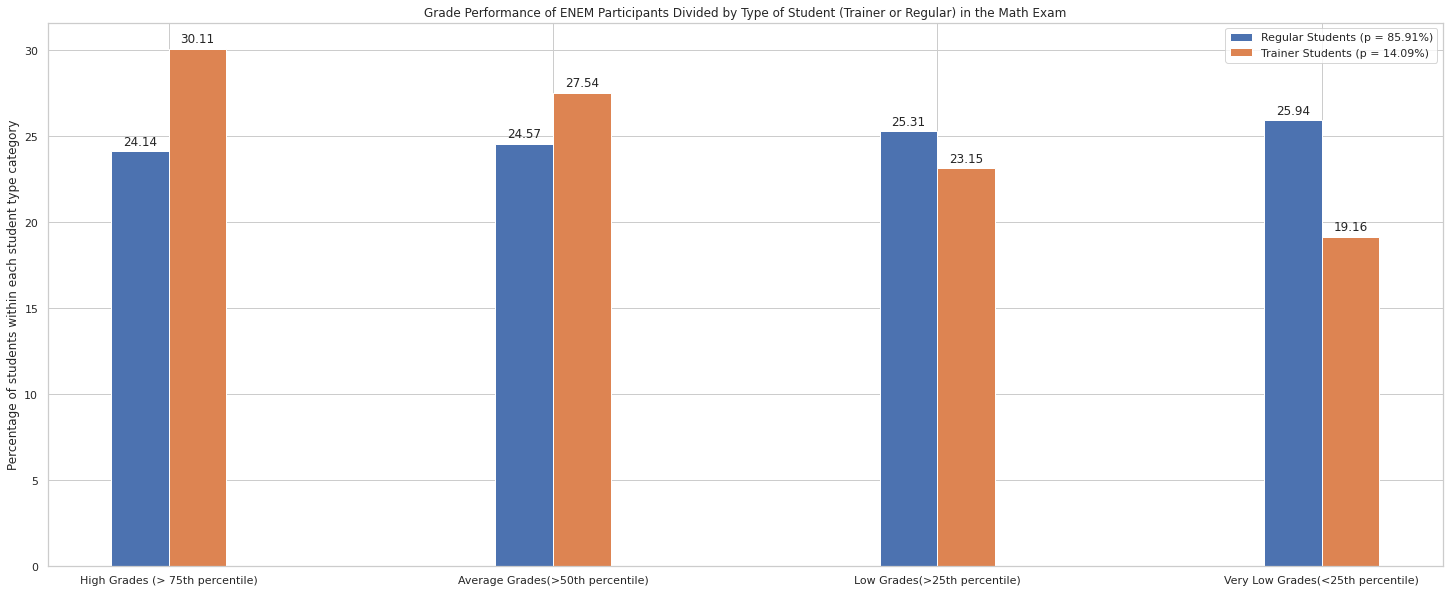 Grade Performance of ENEM Participants Divided by Type of Student (Trainer or Regular) in the Math Exam
Regular Students (p = 85.91%)
Trainer Students (p = 14.09%)
Percentage of students within each student type category
30
25
20
15
10
5
0
24.14
30.11
24.57
27.54
25.31
23.15
25.94
19.16
High Grades (> 75th percentile)
Average Grades(>50th percentile)
Low Grades(>25th percentile)
Very Low Grades(<25th percentile)